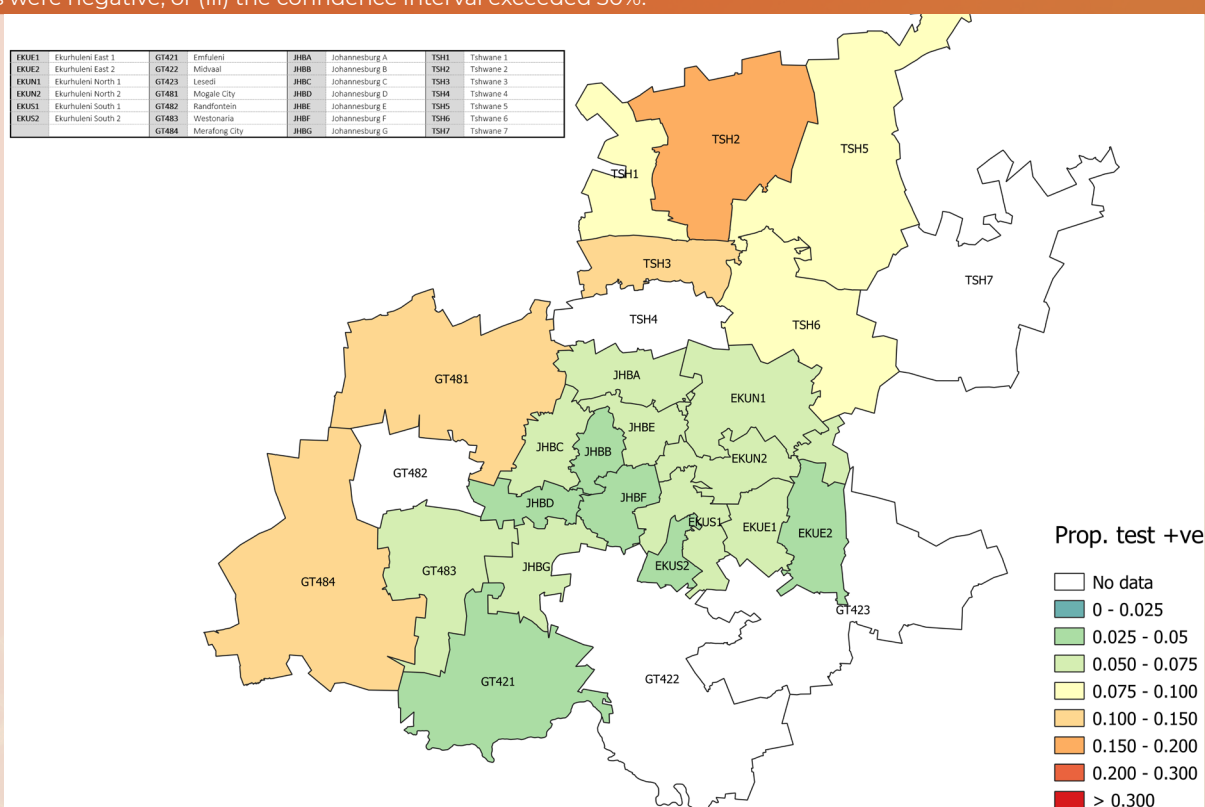 s were negative, or (iii) the confidence interval exceeded 30%.
EKUE1 Ekurhuleni East 1 GT421 Emfuleni JHBA Johannesburg A TSH1 Tshwane 1
EKUE2 Ekurhuleni East 2 GT422 Midvaal JHBB Johannesburg B TSH2 Tshwane 2
EKUN1 Ekurhuleni North 1 GT423 Lesedi JHBC Johannesburg C TSH3 Tshwane 3
EKUN2 Ekurhuleni North 2 GT481 Mogale City JHBD Johannesburg D TSH4 Tshwane 4
EKUS1 Ekurhuleni South 1 GT482 Randfontein JHBE Johannesburg E TSH5 Tshwane 5
EKUS2 Ekurhuleni South 2 GT483 Westonaria JHBF Johannesburg F TSH6 Tshwane 6
GT484 Merafong City JHBG Johannesburg G TSH7 Tshwane 7
TSH2
TSH5
TSH1
TSH3
TSH7
TSH4
TSH6
GT481
JHBA
EKUN1
JHBE
JHBC
JHBB
EKUN2
GT482
JHBF
JHBD
EKUS1
EKUE1
EKUE2
EKUS2
JHBG
GT483
GT484
GT423
GT422
GT421
Prop. test +ve
No data
0 - 0.025
0.025 - 0.05
0.050 - 0.075
0.075 - 0.100
0.100 - 0.150
0.150 - 0.200
0.200 - 0.300
> 0.300